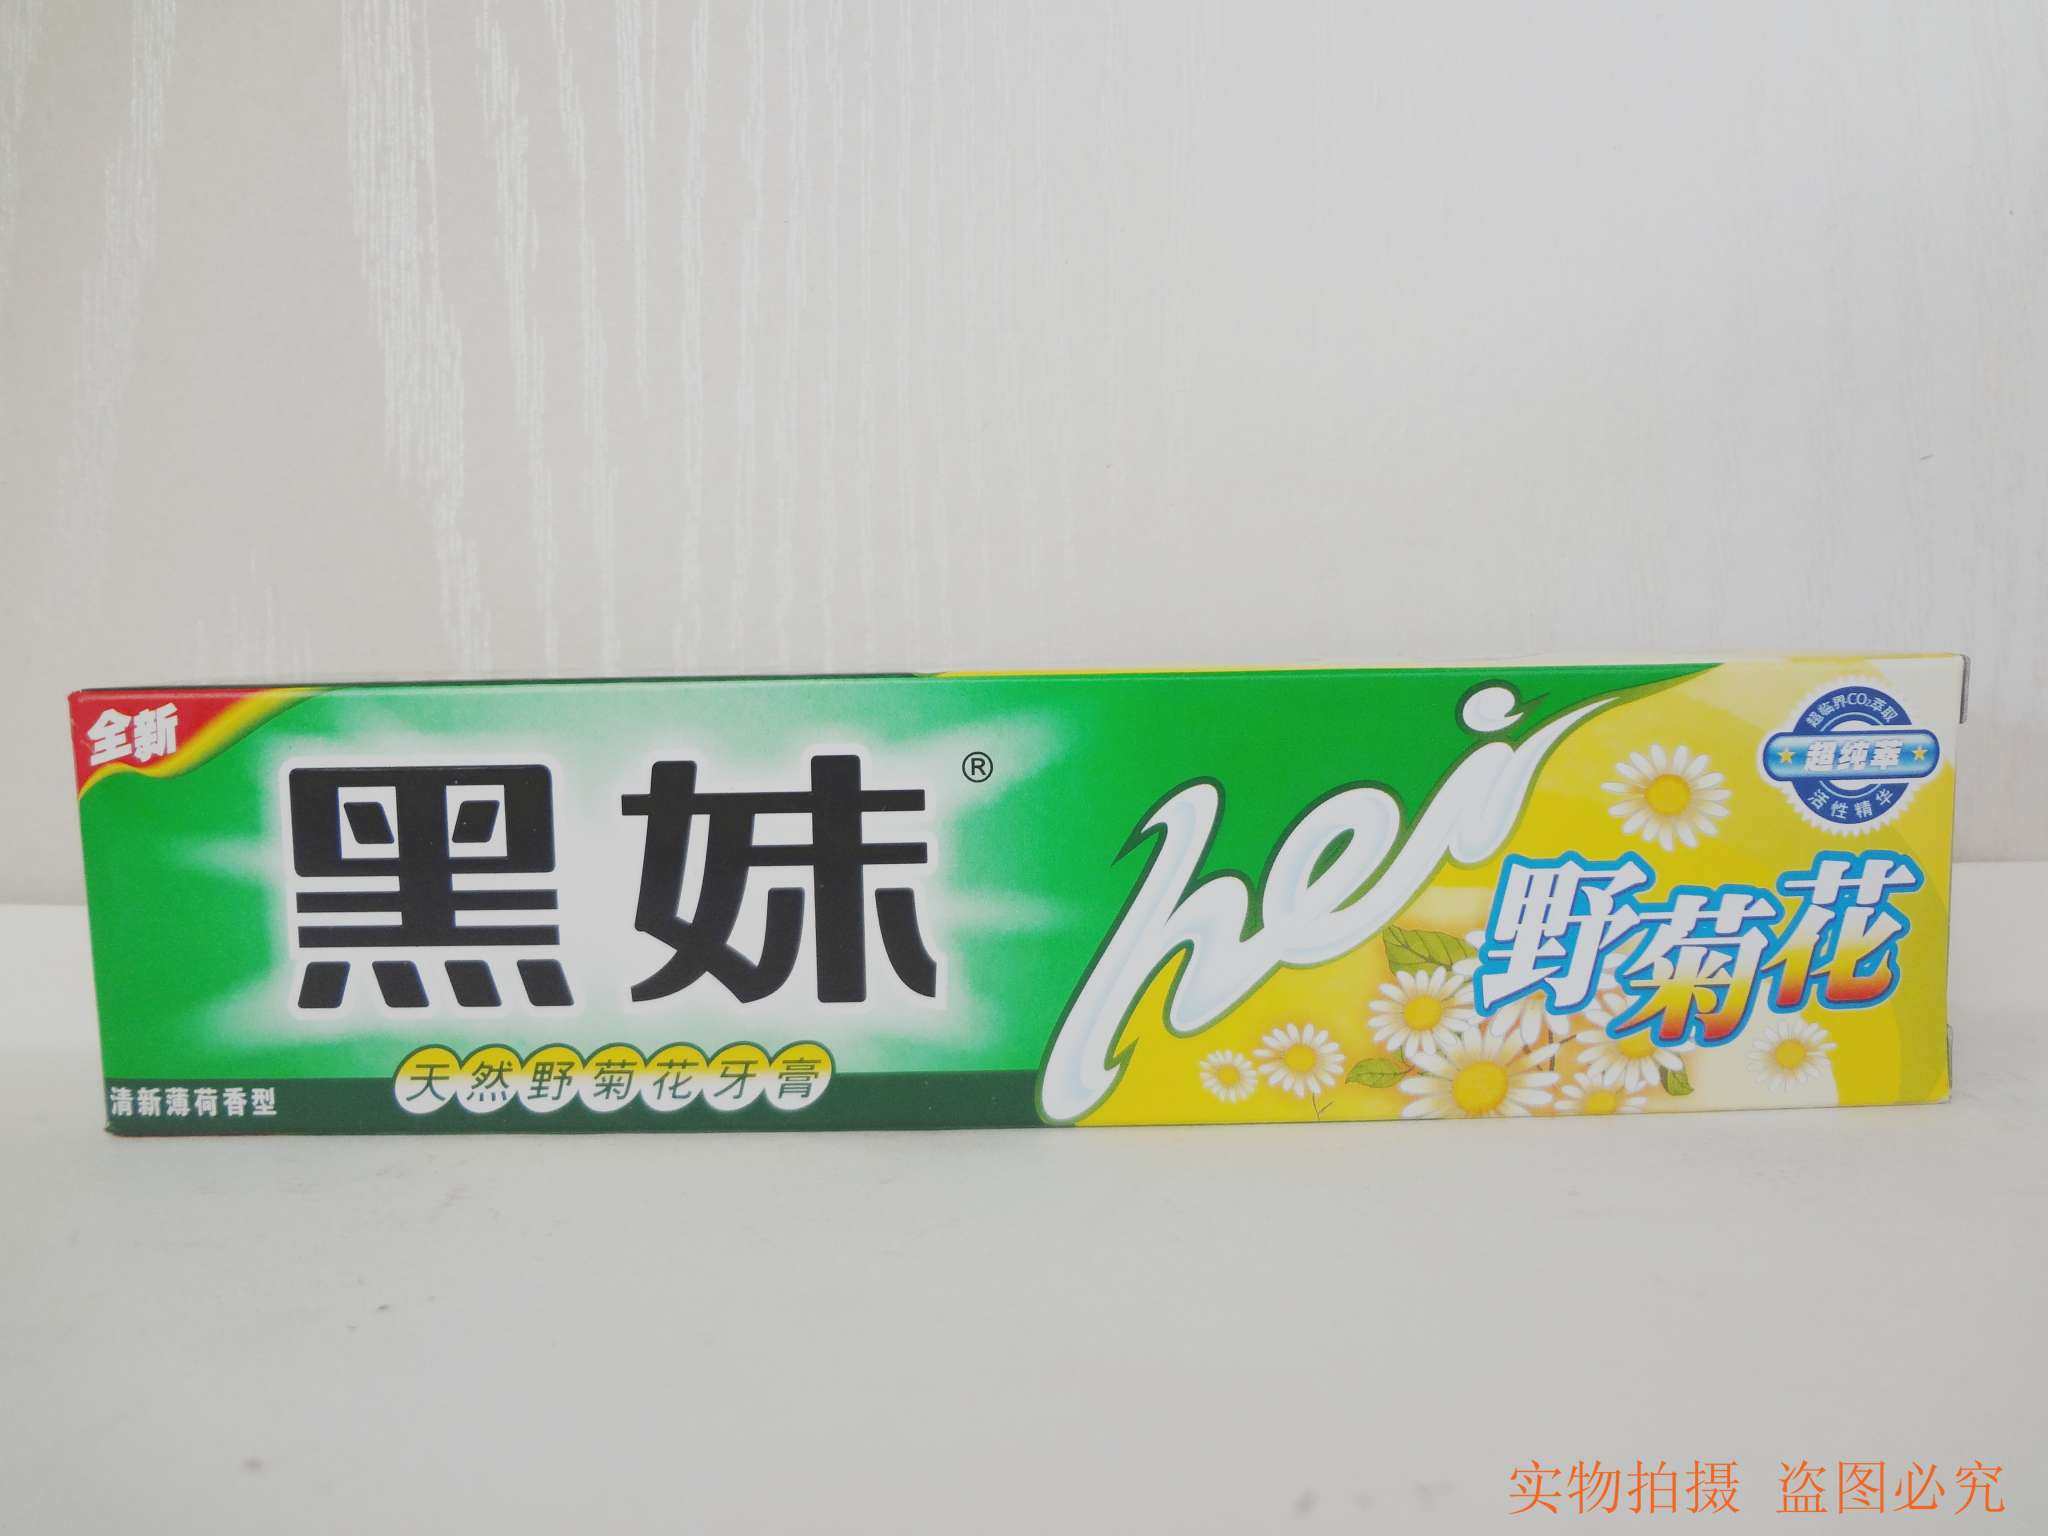 全新
黑妹®
hei
超临界CO₂萃取
超纯萃
活性精华
野菊花
天然野菊花牙膏
清新薄荷香型
实物拍摄 盗图必究